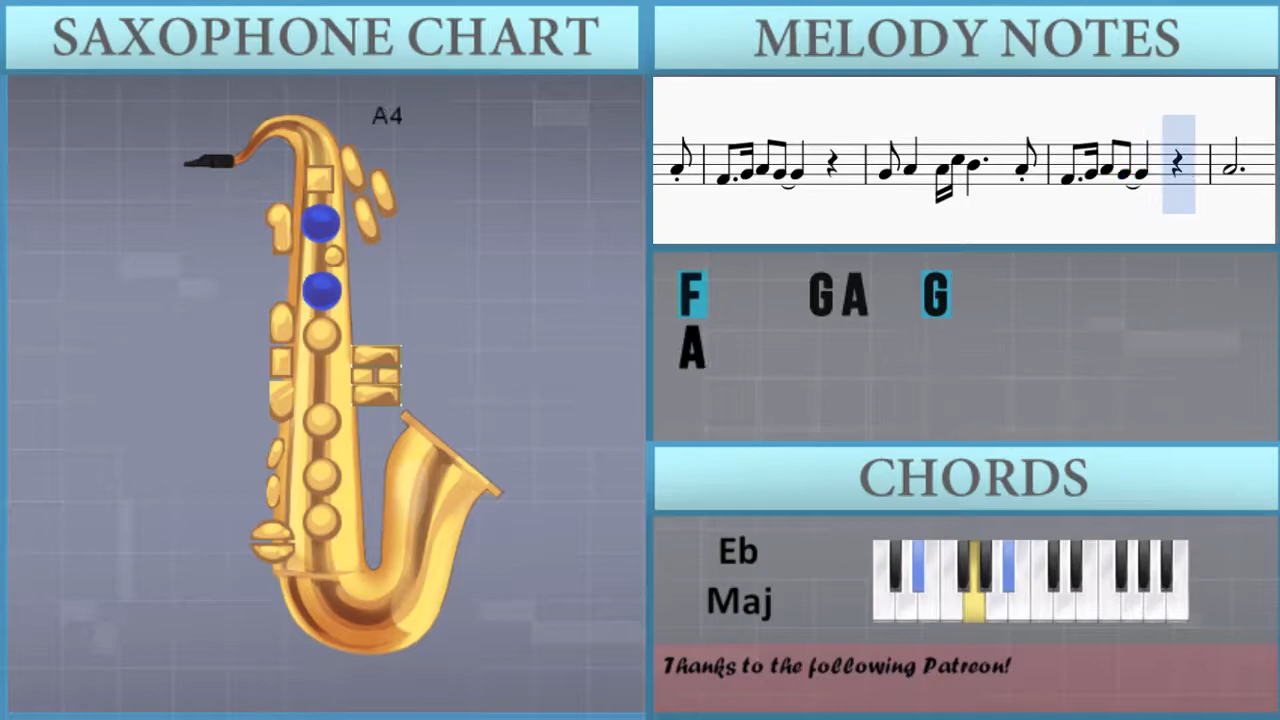 SAXOPHONE CHART
A4
MELODY NOTES
F G A G
A
CHORDS
Eb
Maj
Thanks to the following Patreon!